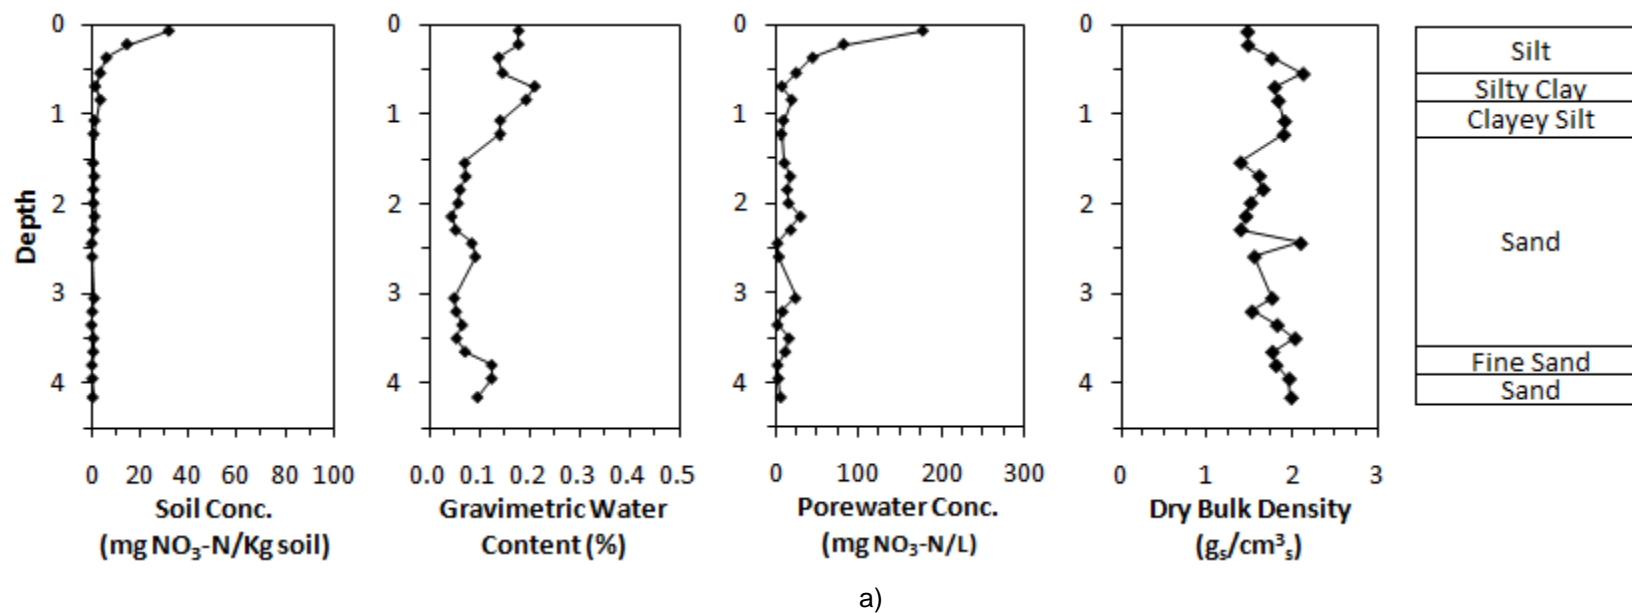 Depth
0
1
2
3
4
0 20 40 60 80 100
Soil Conc.
(mg NO₃-N/Kg soil)
0
1
2
3
4
0.0 0.1 0.2 0.3 0.4 0.5
Gravimetric Water
Content (%)
0
1
2
3
4
0 100 200 300
Porewater Conc.
(mg NO₃-N/L)
0
1
2
3
4
0 1 2 3
Dry Bulk Density
(gₛ/cm³ₛ)
Silt
Silty Clay
Clayey Silt
Sand
Fine Sand
Sand
a)